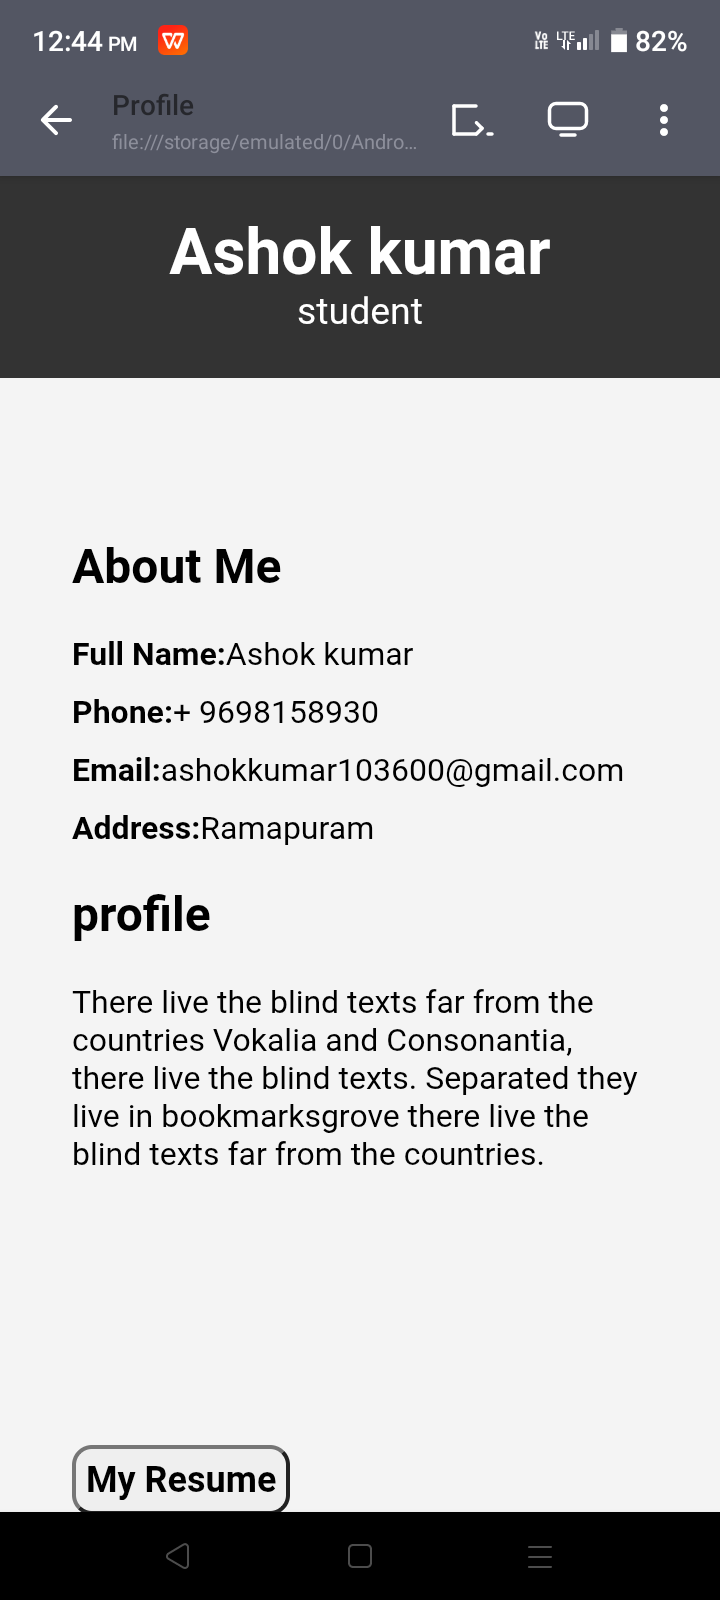 12:44 PM
Vo LTE LTE 82%
Profile
file:///storage/emulated/0/Andro...
Ashok kumar
student
About Me
Full Name:Ashok kumar
Phone:+ 9698158930
Email:ashokkumar103600@gmail.com
Address:Ramapuram
profile
There live the blind texts far from the
countries Vokalia and Consonantia,
there live the blind texts. Separated they
live in bookmarksgrove there live the
blind texts far from the countries.
My Resume